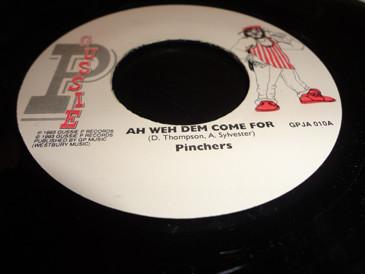 GUSSIE P
AH WEH DEM COME FOR
(D. Thompson, A. Sylvester)
GPJA 010A
Pinchers
℗ 1993 GUSSIE P RECORDS
© 1993 GUSSIE P RECORDS
PUBLISHED BY GP MUSIC
(WESTBURY MUSIC)